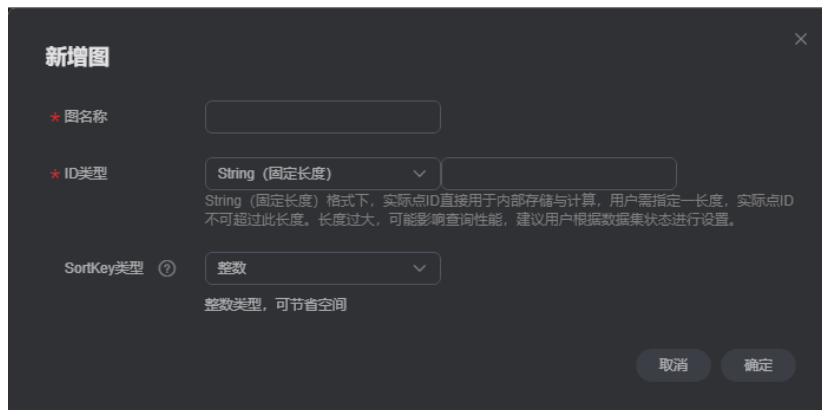 新增图
* 图名称
* ID类型 String（固定长度）
String（固定长度）格式下，实际点ID直接用于内部存储与计算，用户需指定一长度，实际点ID
不可超过此长度。长度过大，可能影响查询性能，建议用户根据数据集状态进行设置。
SortKey类型 ? 整数
整数类型，可节省空间
取消 确定